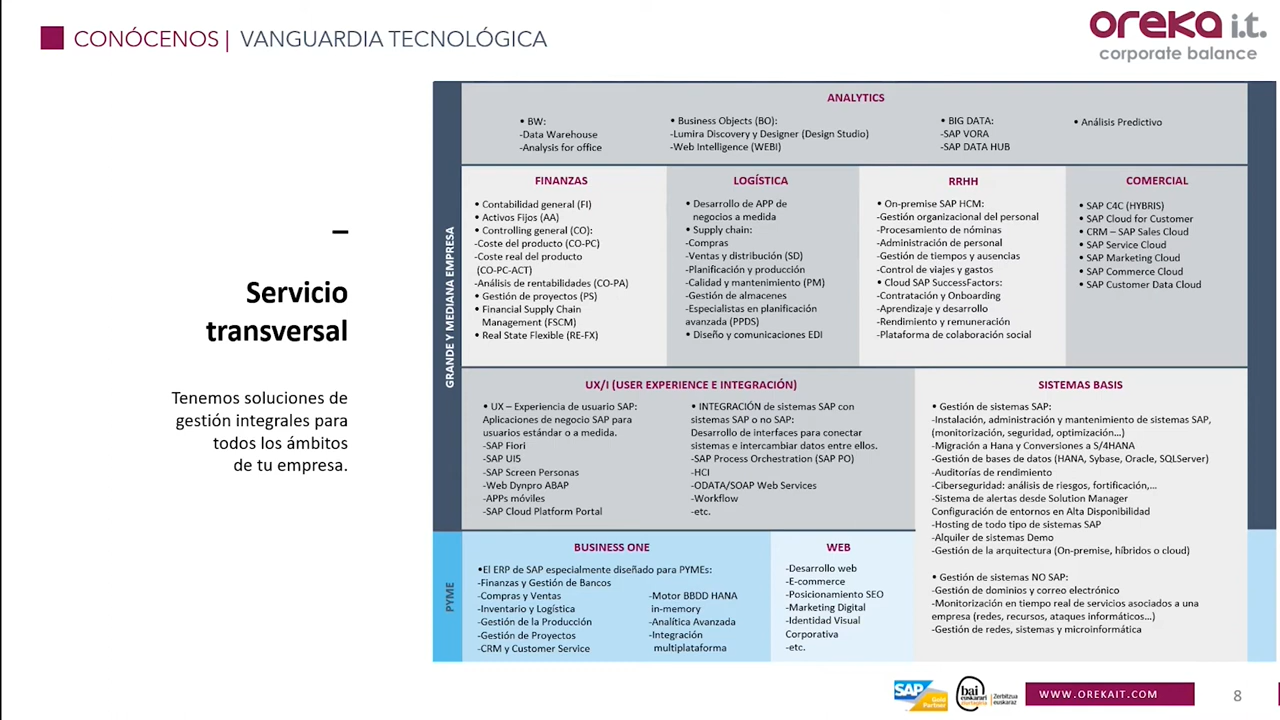 CONÓCENOS | VANGUARDIA TECNOLÓGICA
oreka i.t.
corporate balance
Servicio
transversal
Tenemos soluciones de
gestión integrales para
todos los ámbitos
de tu empresa.
GRANDE Y MEDIANA EMPRESA
ANALYTICS
• BW:
-Data Warehouse
-Analysis for office
• Business Objects (BO):
-Lumira Discovery y Designer (Design Studio)
-Web Intelligence (WEBI)
• BIG DATA:
-SAP VORA
-SAP DATA HUB
• Análisis Predictivo
FINANZAS
• Contabilidad general (FI)
• Activos Fijos (AA)
• Controlling general (CO):
-Coste del producto (CO-PC)
-Coste real del producto
(CO-PC-ACT)
-Análisis de rentabilidades (CO-PA)
• Gestión de proyectos (PS)
• Financial Supply Chain
Management (FSCM)
• Real State Flexible (RE-FX)
LOGÍSTICA
• Desarrollo de APP de
negocios a medida
• Supply chain:
-Compras
-Ventas y distribución (SD)
-Planificación y producción
-Calidad y mantenimiento (PM)
-Gestión de almacenes
-Especialistas en planificación
avanzada (PPDS)
• Diseño y comunicaciones EDI
RRHH
• On-premise SAP HCM:
-Gestión organizacional del personal
-Procesamiento de nóminas
-Administración de personal
-Gestión de tiempos y ausencias
-Control de viajes y gastos
• Cloud SAP SuccessFactors:
-Contratación y Onboarding
-Aprendizaje y desarrollo
-Rendimiento y remuneración
-Plataforma de colaboración social
COMERCIAL
• SAP C4C (HYBRIS)
• SAP Cloud for Customer
• CRM – SAP Sales Cloud
• SAP Service Cloud
• SAP Marketing Cloud
• SAP Commerce Cloud
• SAP Customer Data Cloud
UX/I (USER EXPERIENCE E INTEGRACIÓN)
• UX – Experiencia de usuario SAP:
Aplicaciones de negocio SAP para
usuarios estándar o a medida.
-SAP Fiori
-SAP UI5
-SAP Screen Personas
-Web Dynpro ABAP
-APPs móviles
-SAP Cloud Platform Portal
• INTEGRACIÓN de sistemas SAP con
sistemas SAP o no SAP:
Desarrollo de interfaces para conectar
sistemas e intercambiar datos entre ellos.
-SAP Process Orchestration (SAP PO)
-HCI
-ODATA/SOAP Web Services
-Workflow
-etc.
SISTEMAS BASIS
• Gestión de sistemas SAP:
-Instalación, administración y mantenimiento de sistemas SAP,
(monitorización, seguridad, optimización...)
-Migración a Hana y Conversiones a S/4HANA
-Gestión de bases de datos (HANA, Sybase, Oracle, SQLServer)
-Auditorías de rendimiento
-Ciberseguridad: análisis de riesgos, fortificación,...
-Sistema de alertas desde Solution Manager
Configuración de entornos en Alta Disponibilidad
-Hosting de todo tipo de sistemas SAP
-Alquiler de sistemas Demo
-Gestión de la arquitectura (On-premise, híbridos o cloud)
• Gestión de sistemas NO SAP:
-Gestión de dominios y correo electrónico
-Monitorización en tiempo real de servicios asociados a una
empresa (redes, recursos, ataques informáticos...)
-Gestión de redes, sistemas y microinformática
PYME
BUSINESS ONE
•El ERP de SAP especialmente diseñado para PYMEs:
-Finanzas y Gestión de Bancos
-Compras y Ventas
-Inventario y Logística
-Gestión de la Producción
-Gestión de Proyectos
-CRM y Customer Service
-Motor BBDD HANA
in-memory
-Analítica Avanzada
-Integración
multiplataforma
WEB
-Desarrollo web
-E-commerce
-Posicionamiento SEO
-Marketing Digital
-Identidad Visual
Corporativa
-etc.
SAP
Gold
Partner
bai
euskarari
Zerbitzua
euskaraz
WWW.OREKAIT.COM
8